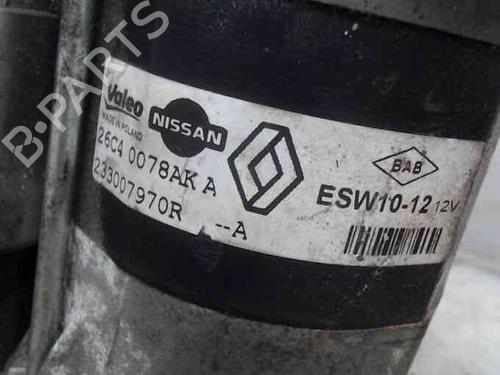 B-PARTS
Valeo
MADE IN POLAND
NISSAN
26C4 0078AK A
233007970R
--A
BAB
ESW10-12 12V